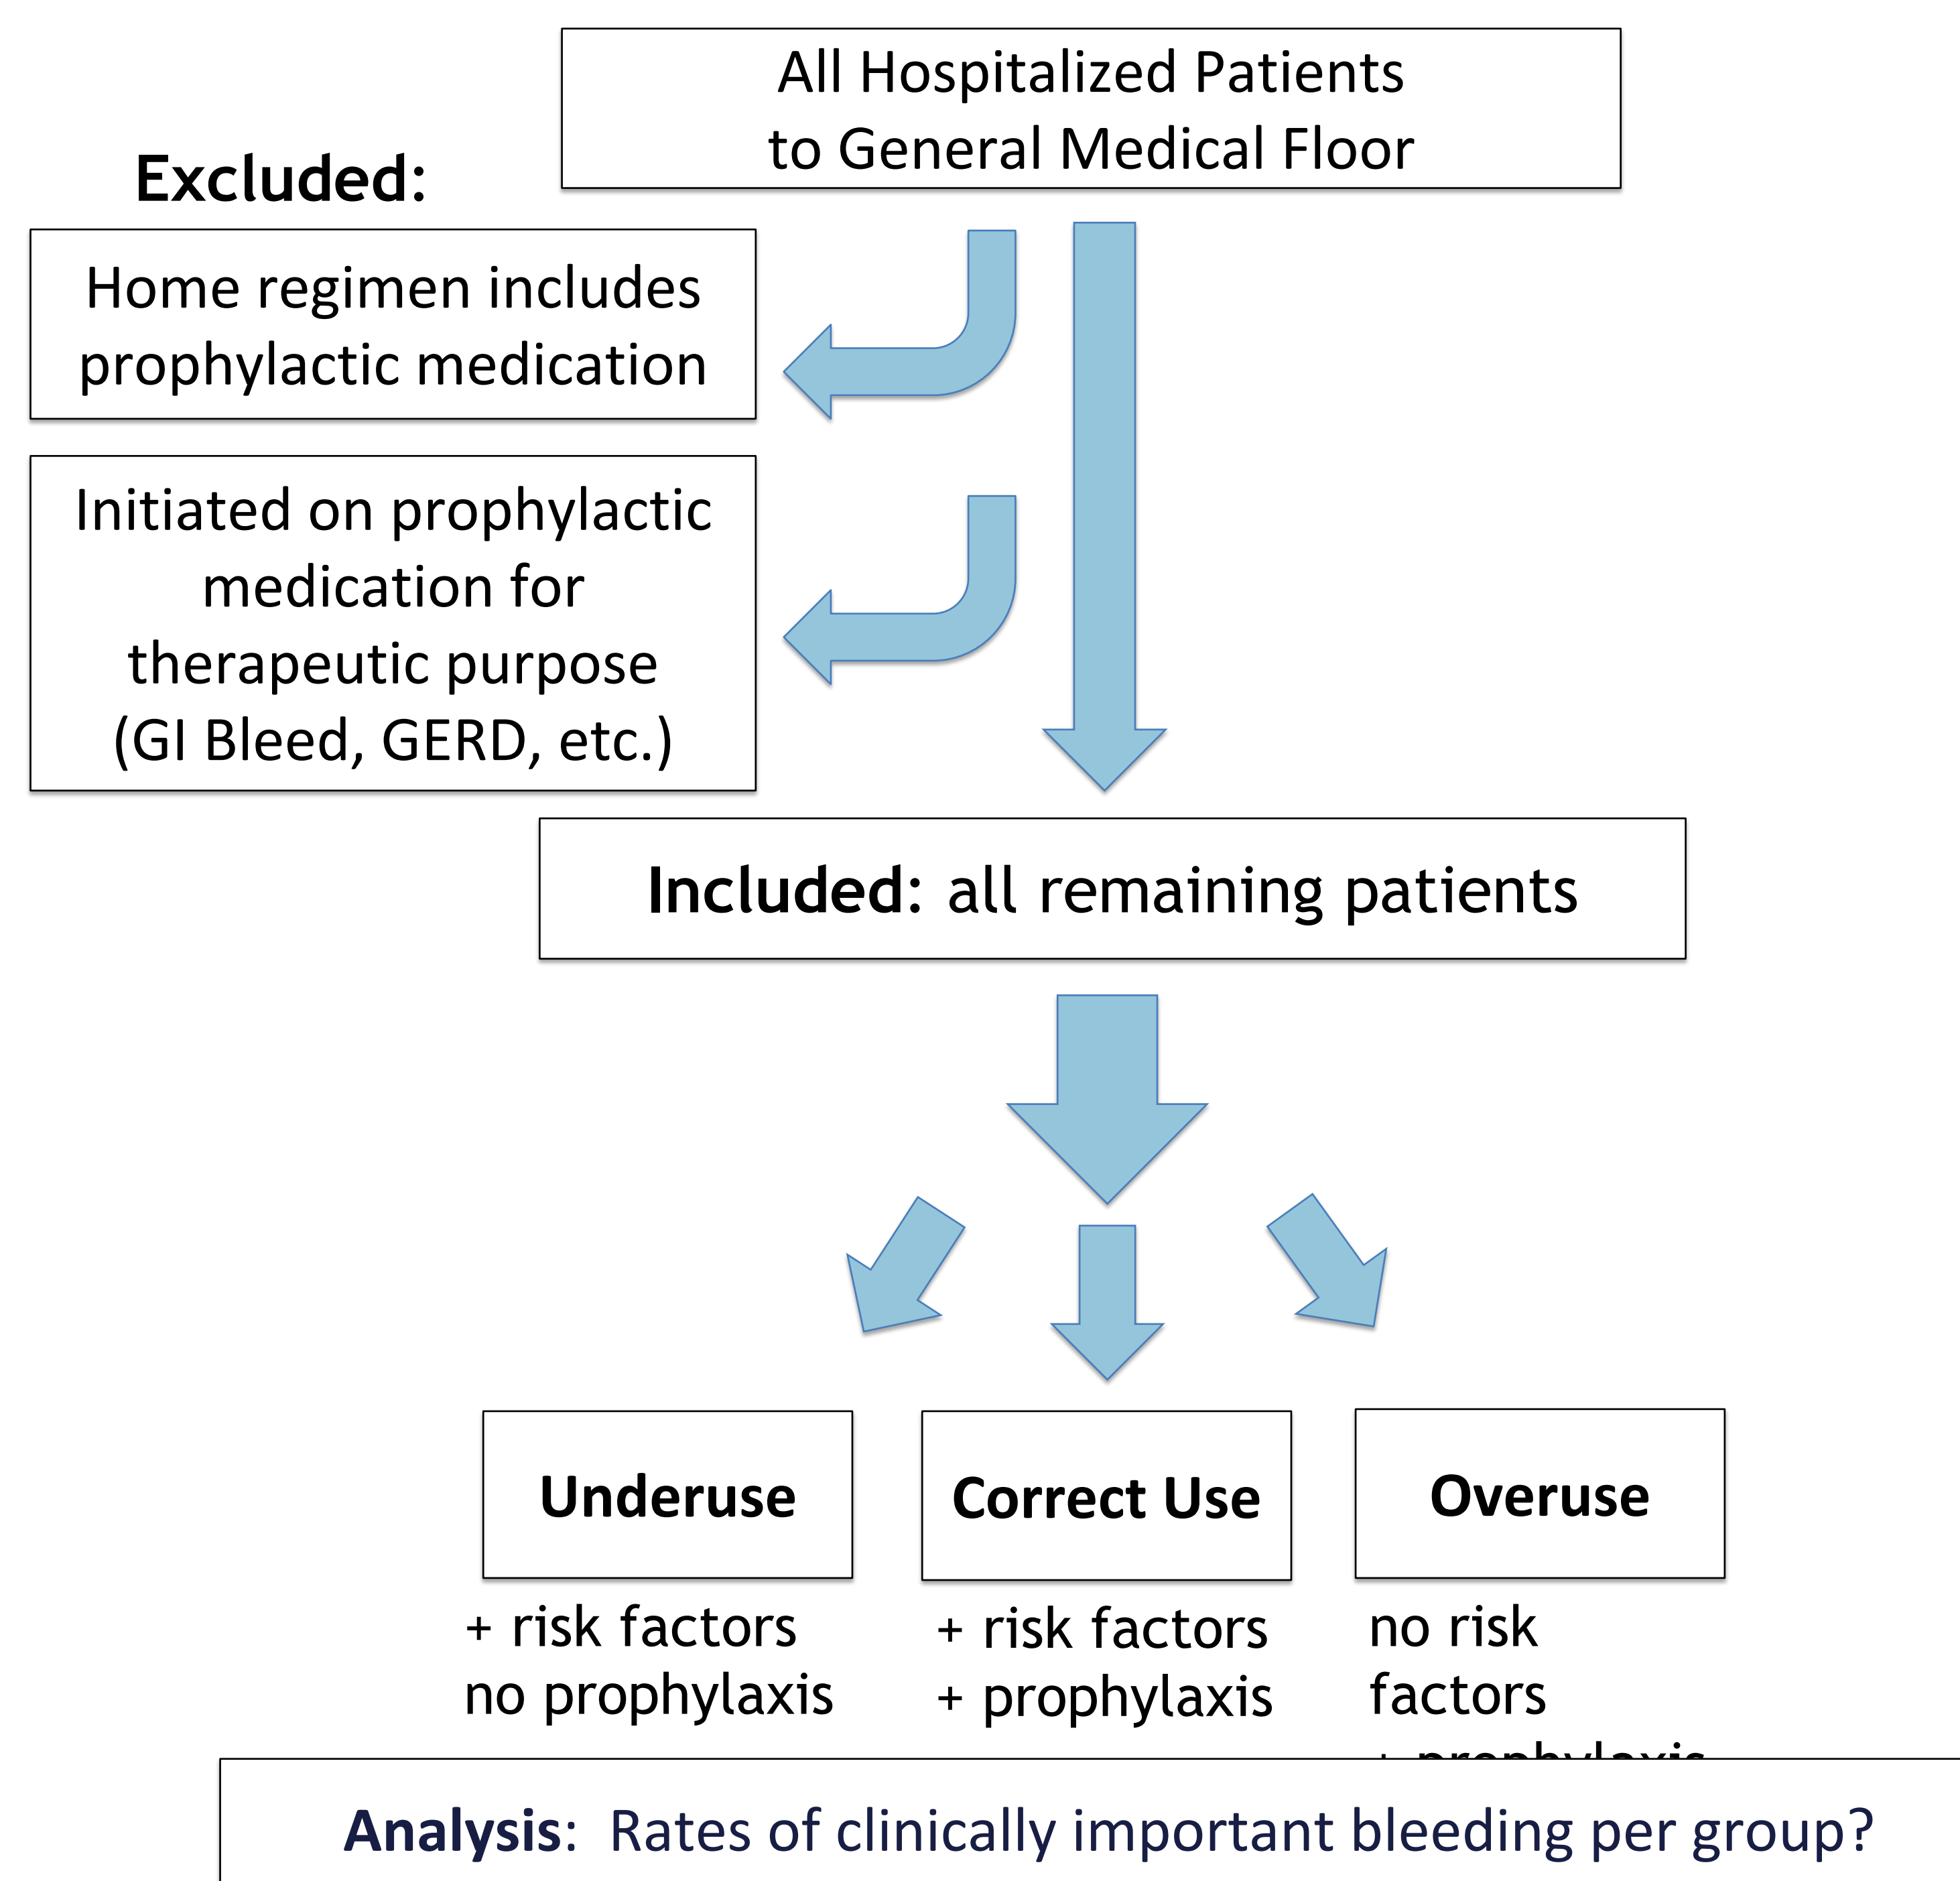 All Hospitalized Patients
to General Medical Floor
Excluded:
Home regimen includes
prophylactic medication
Initiated on prophylactic
medication for
therapeutic purpose
(GI Bleed, GERD, etc.)
Included: all remaining patients
Underuse
+ risk factors
no prophylaxis
Correct Use
+ risk factors
+ prophylaxis
Overuse
no risk
factors
+ prophylaxis
Analysis: Rates of clinically important bleeding per group?